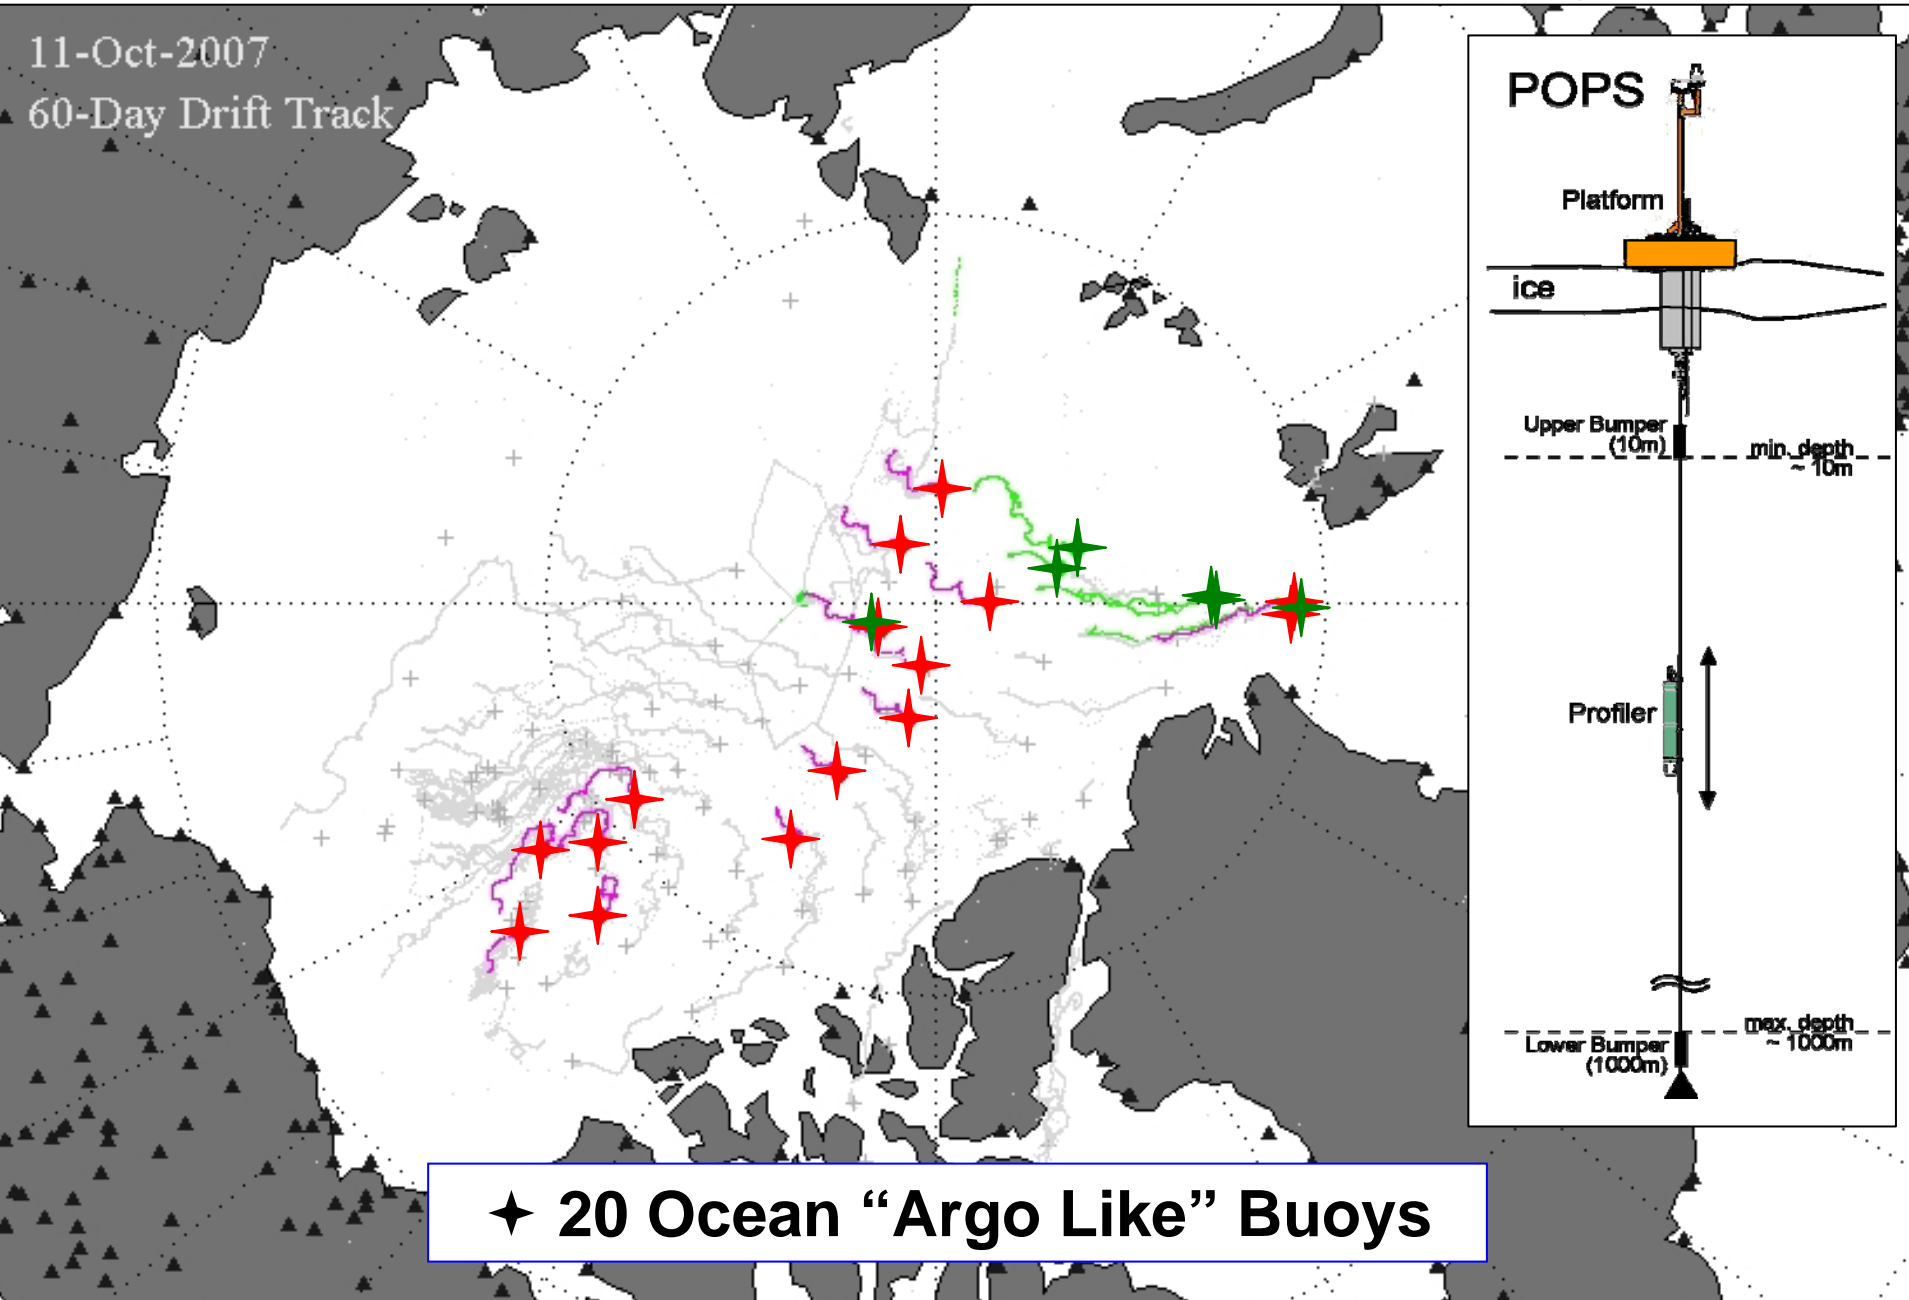 11-Oct-2007
60-Day Drift Track
POPS
Platform
ice
Upper Bumper
(10m)
min. depth
~ 10m
Profiler
max. depth
~ 1000m
Lower Bumper
(1000m)
20 Ocean “Argo Like” Buoys